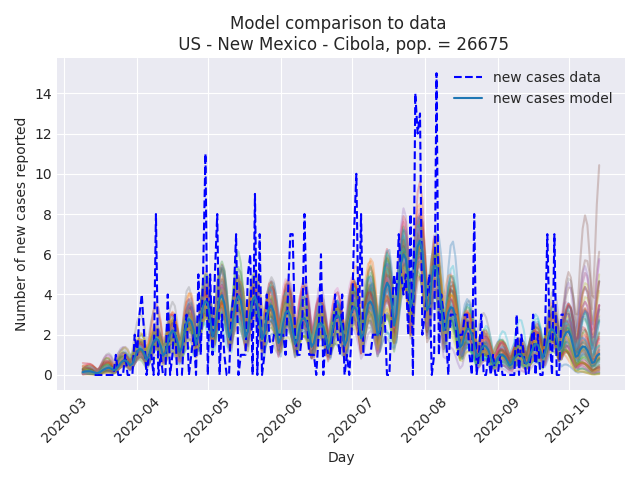 Model comparison to data
US - New Mexico - Cibola, pop. = 26675
new cases data
new cases model
Number of new cases reported
14
12
10
8
6
4
2
0
2020-03
2020-04
2020-05
2020-06
2020-07
2020-08
2020-09
2020-10
Day